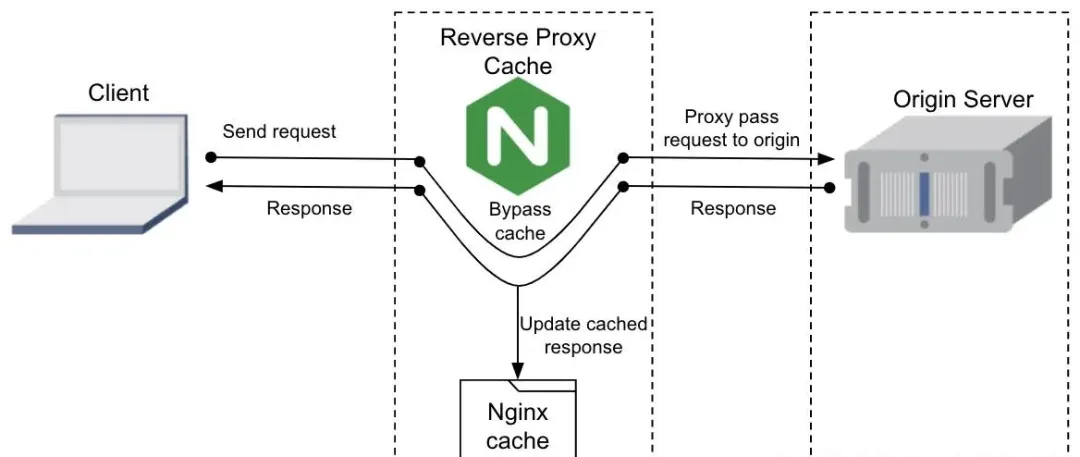 Reverse Proxy
Cache
Client
Origin Server
Send request
Proxy pass
request to origin
N
Response
Bypass
cache
Response
Update cached
response
Nginx
cache